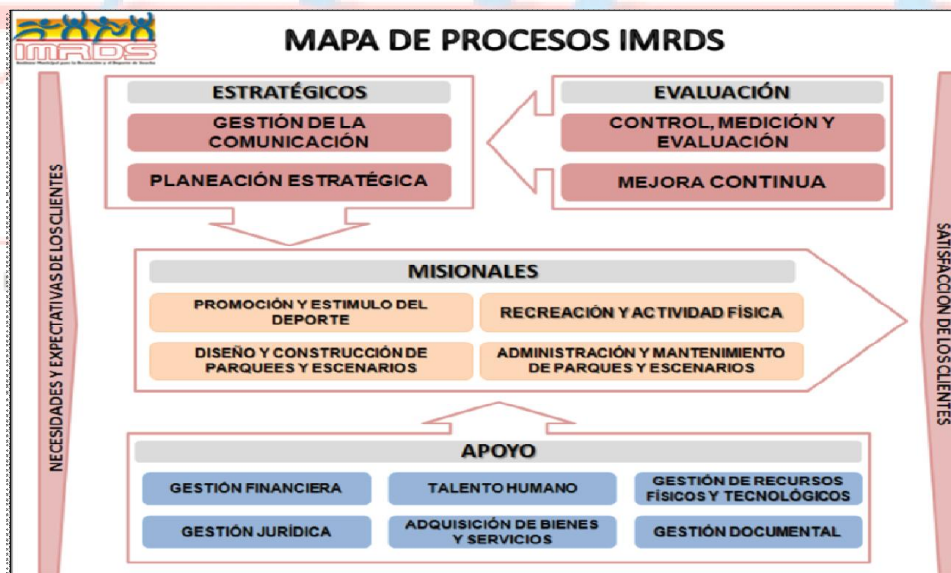 IMRDS
MAPA DE PROCESOS IMRDS
NECESIDADES Y EXPECTATIVAS DE LOS CLIENTES
ESTRATÉGICOS
GESTIÓN DE LA
COMUNICACIÓN
PLANEACIÓN ESTRATÉGICA
EVALUACIÓN
CONTROL, MEDICIÓN Y
EVALUACIÓN
MEJORA CONTINUA
MISIONALES
PROMOCIÓN Y ESTIMULO DEL
DEPORTE
RECREACIÓN Y ACTIVIDAD FÍSICA
DISEÑO Y CONSTRUCCIÓN DE
PARQUEES Y ESCENARIOS
ADMINISTRACIÓN Y MANTENIMIENTO
DE PARQUES Y ESCENARIOS
APOYO
GESTIÓN FINANCIERA
TALENTO HUMANO
GESTIÓN DE RECURSOS
FÍSICOS Y TECNOLÓGICOS
GESTIÓN JURÍDICA
ADQUISICIÓN DE BIENES
Y SERVICIOS
GESTIÓN DOCUMENTAL
SATISFACCIÓN DE LOS CLIENTES